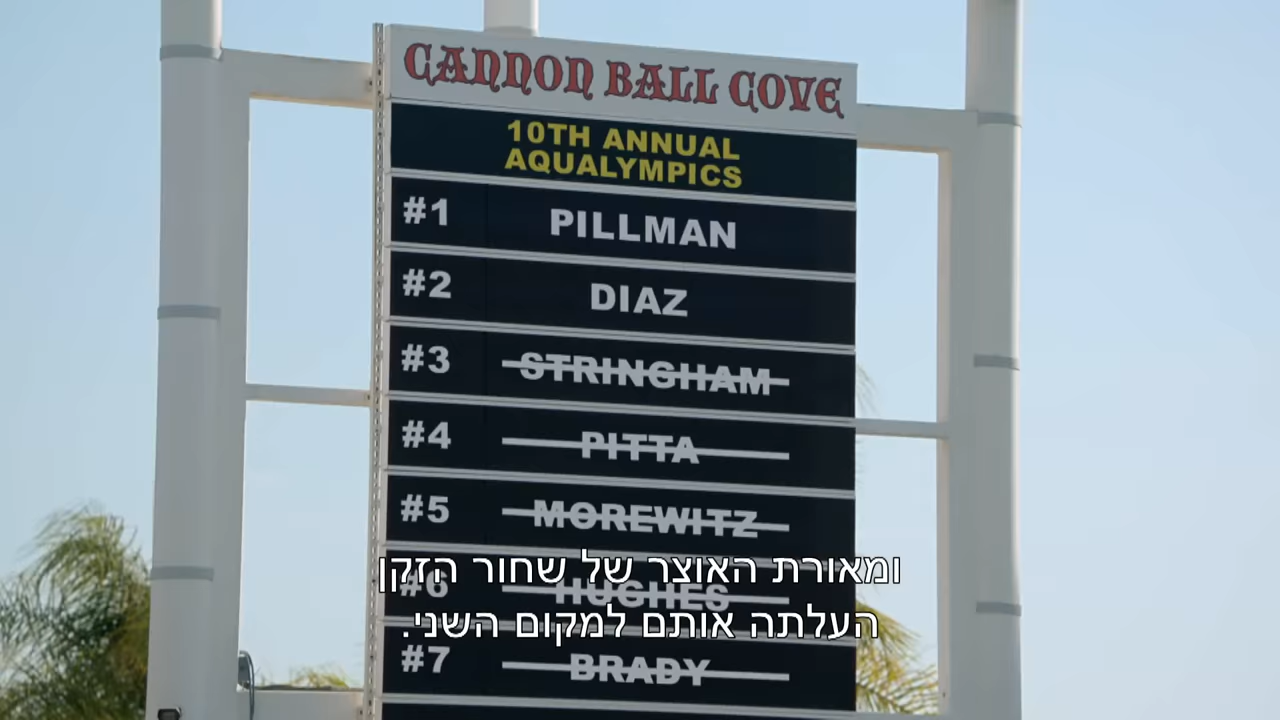 CANNON BALL COVE
10TH ANNUAL
AQUALYMPICS
#1 PILLMAN
#2 DIAZ
#3 STRINGHAM
#4 PITTA
#5 MOREWITZ
#6 HUGHES
#7 BRADY
ומאורת האוצר של שחור הזקן
העלתה אותם למקום השני.